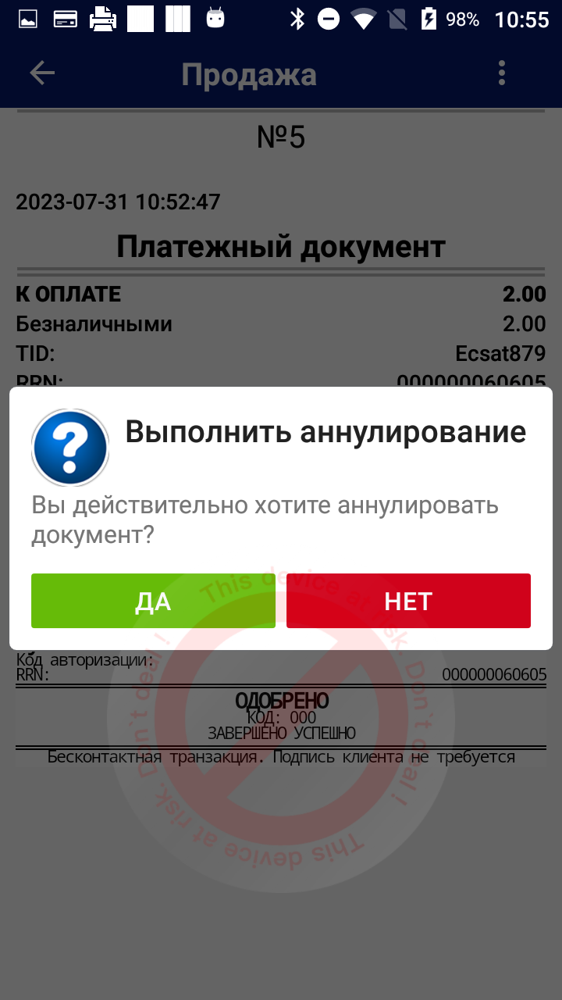 98% 10:55
Продажа
№5
2023-07-31 10:52:47
Платежный документ
К ОПЛАТЕ 2.00
Безналичными 2.00
TID: Ecsat879
RRN: 000000060605
Выполнить аннулирование
Вы действительно хотите аннулировать
документ?
ДА НЕТ
Код авторизации:
RRN: 000000060605
ОДОБРЕНО
КОД: 000
ЗАВЕРШЕНО УСПЕШНО
Бесконтактная транзакция. Подпись клиента не требуется
This device at risk. Don`t deal !
This device at risk. Don`t deal !